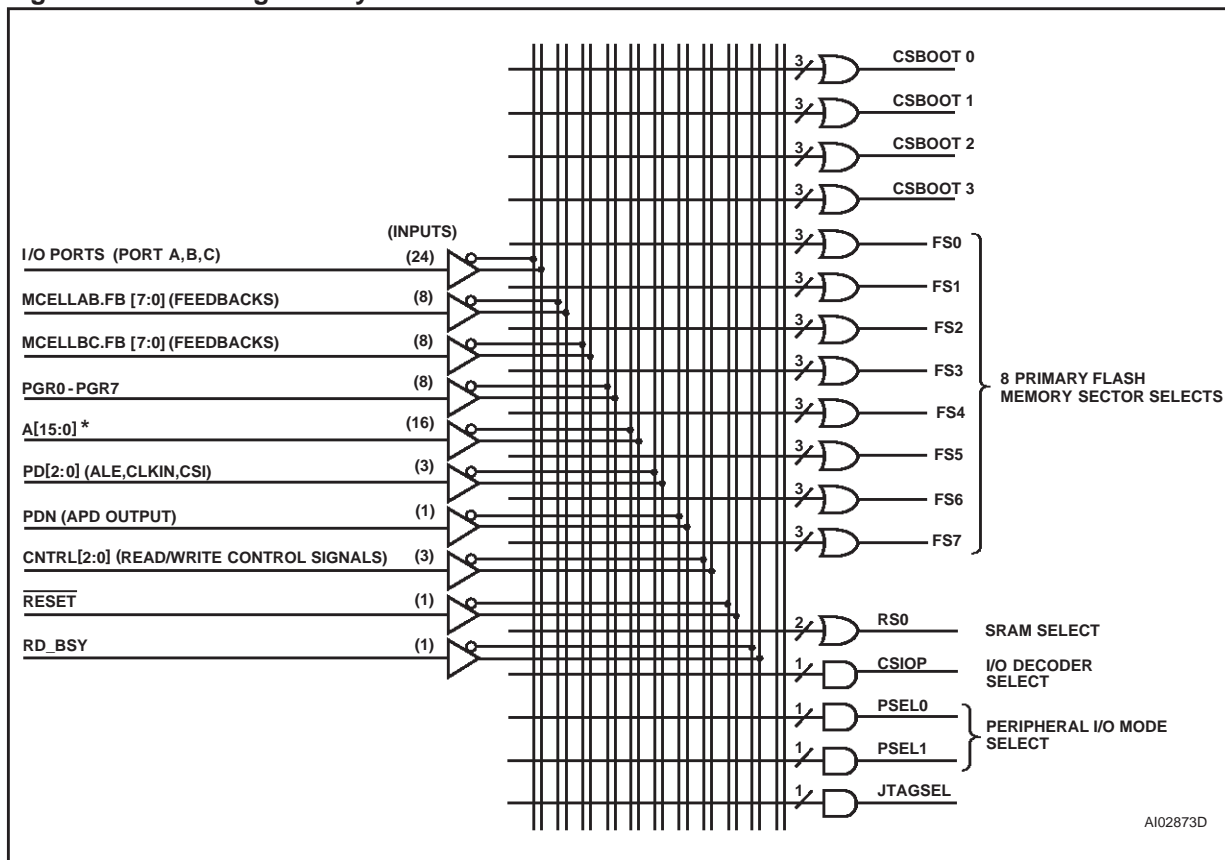 3 CSBOOT 0
3 CSBOOT 1
3 CSBOOT 2
3 CSBOOT 3
(INPUTS)
I/O PORTS (PORT A,B,C) (24)
MCELLAB.FB [7:0] (FEEDBACKS) (8)
MCELLBC.FB [7:0] (FEEDBACKS) (8)
PGR0 - PGR7 (8)
A[15:0] * (16)
PD[2:0] (ALE,CLKIN,CSI) (3)
PDN (APD OUTPUT) (1)
CNTRL[2:0] (READ/WRITE CONTROL SIGNALS) (3)
RESET (1)
RD_BSY (1)
3 FS0
3 FS1
3 FS2
3 FS3
3 FS4
3 FS5
3 FS6
3 FS7
8 PRIMARY FLASH
MEMORY SECTOR SELECTS
2 RS0 SRAM SELECT
1 CSIOP I/O DECODER
SELECT
1 PSEL0
1 PSEL1
PERIPHERAL I/O MODE
SELECT
1 JTAGSEL
AI02873D